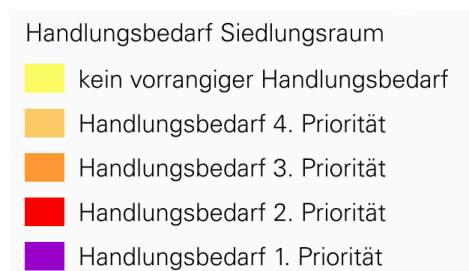 Handlungsbedarf Siedlungsraum
kein vorrangiger Handlungsbedarf
Handlungsbedarf 4. Priorität
Handlungsbedarf 3. Priorität
Handlungsbedarf 2. Priorität
Handlungsbedarf 1. Priorität